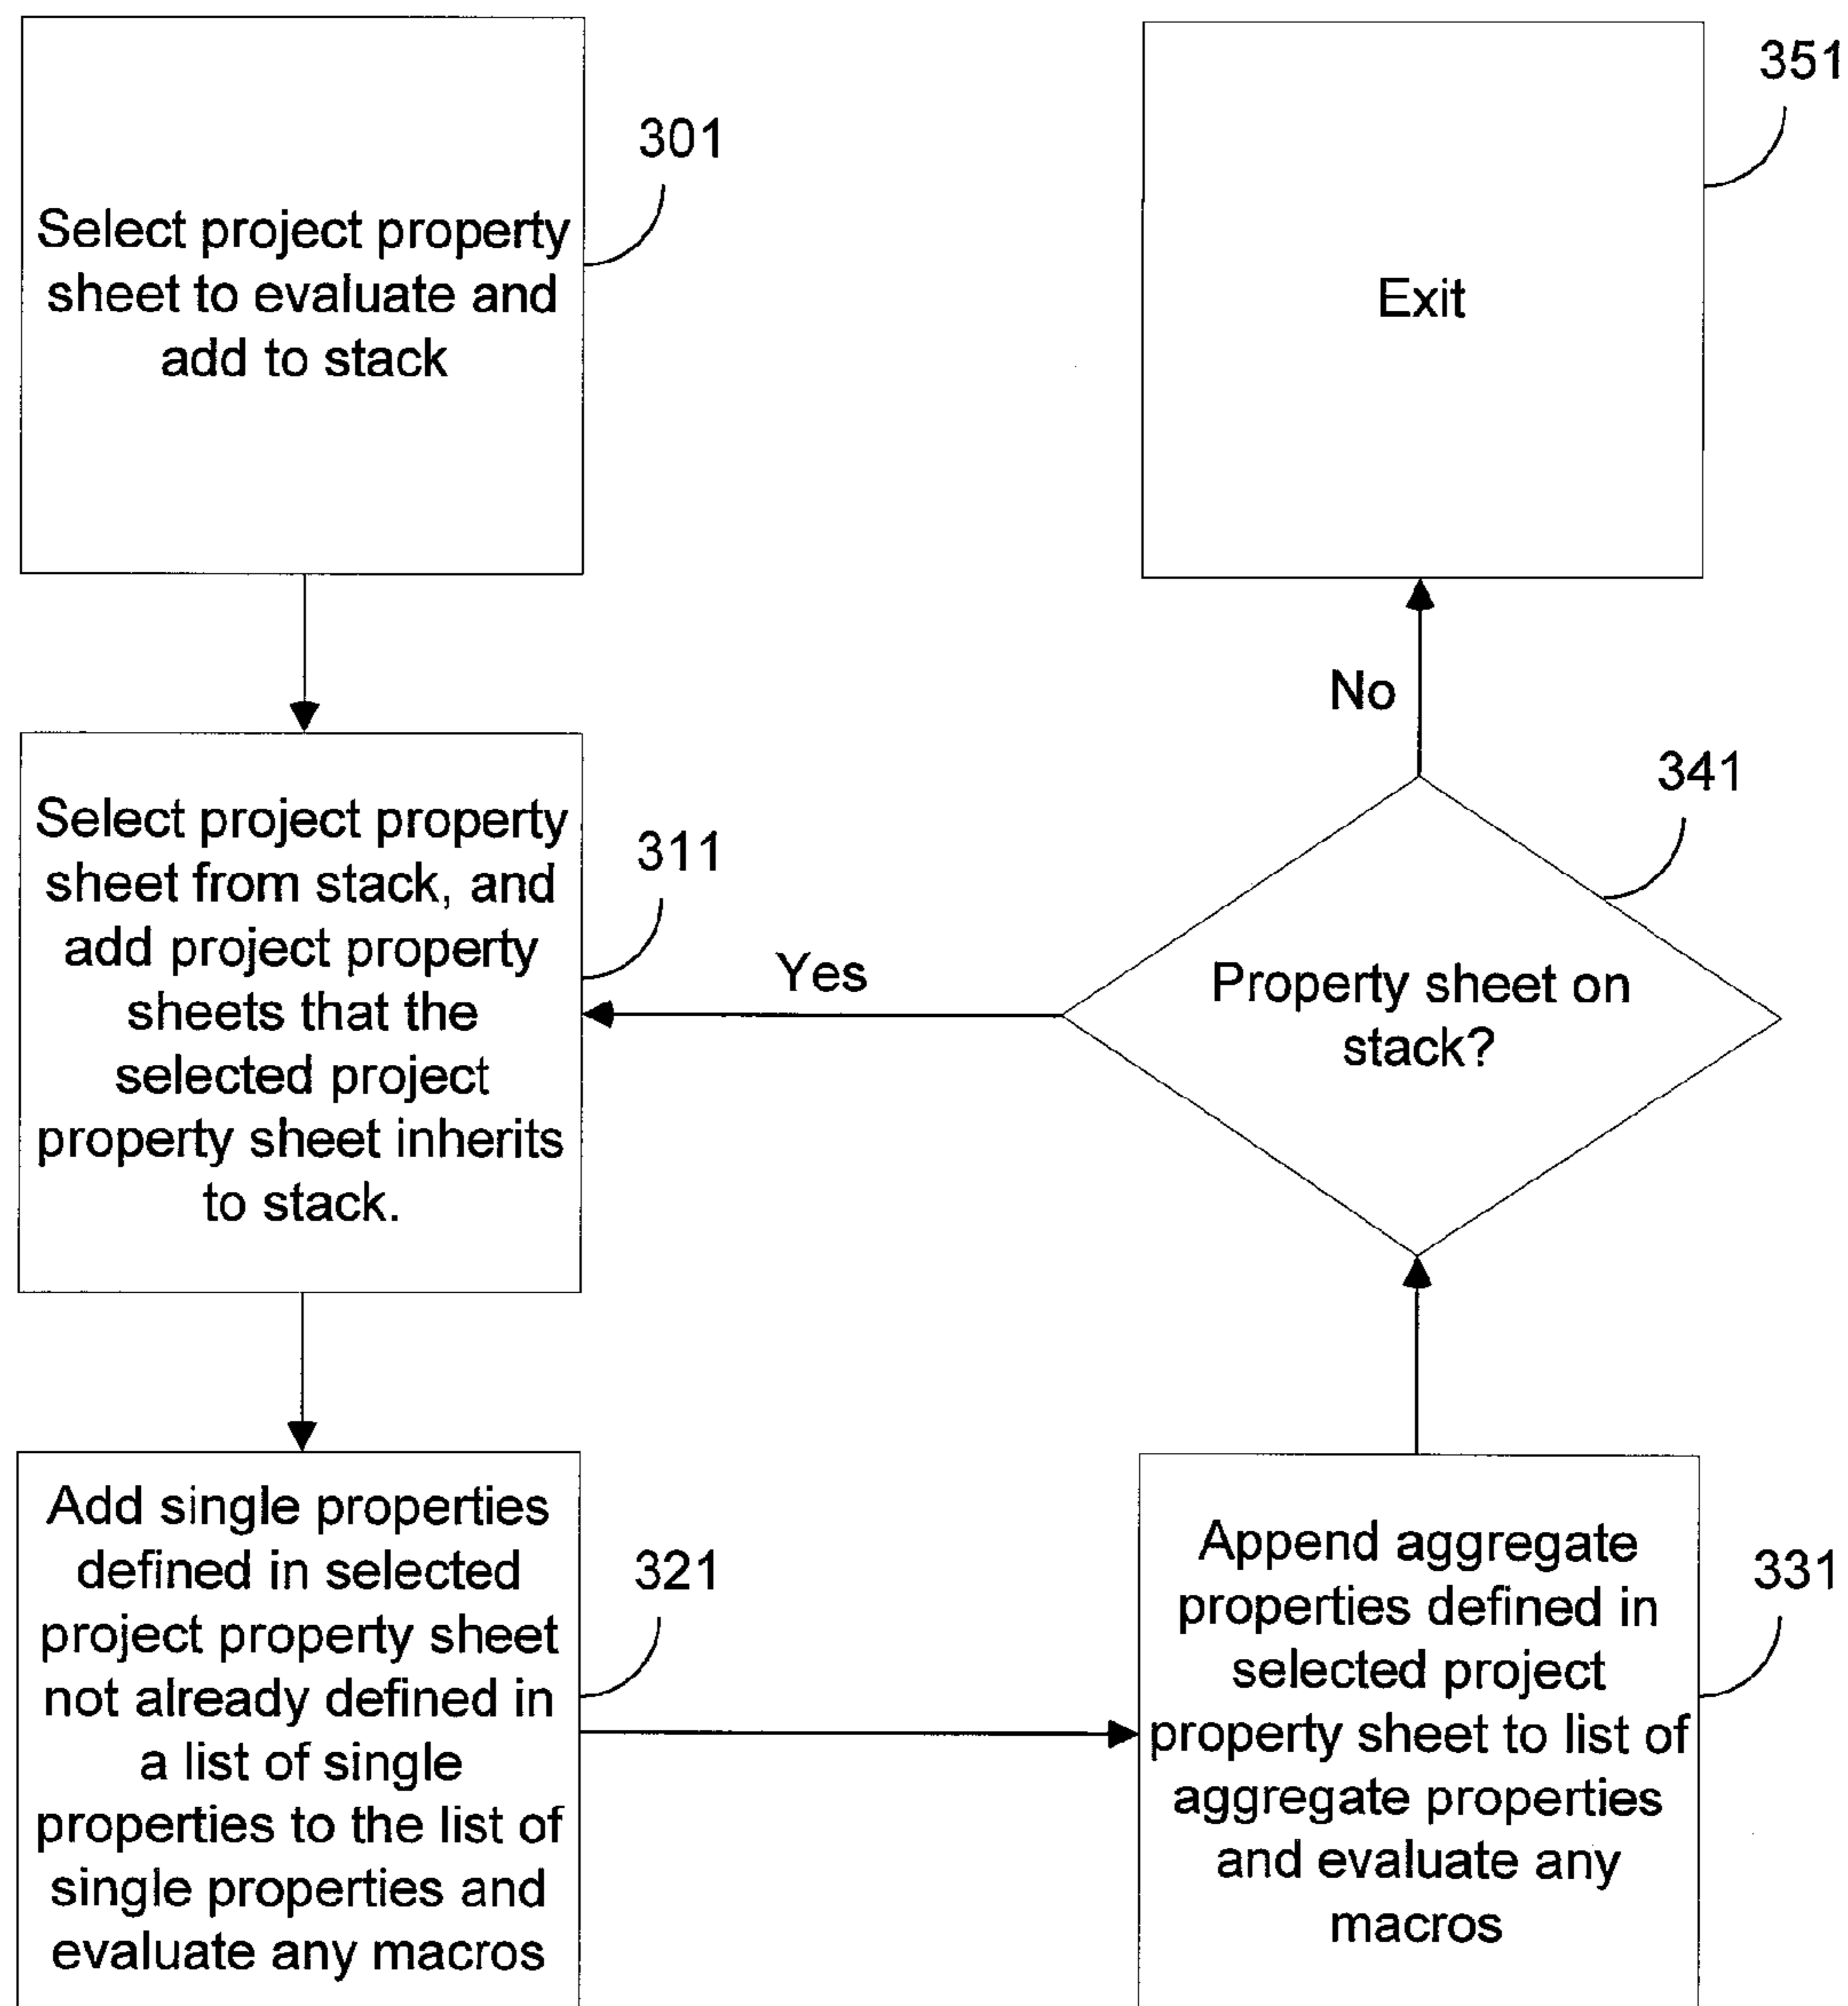 Select project property
sheet to evaluate and
add to stack
301
Select project property
sheet from stack, and
add project property
sheets that the
selected project
property sheet inherits
to stack.
311
Add single properties
defined in selected
project property sheet
not already defined in
a list of single
properties to the list of
single properties and
evaluate any macros
321
Append aggregate
properties defined in
selected project
property sheet to list of
aggregate properties
and evaluate any
macros
331
Property sheet on
stack?
341
Yes
No
Exit
351